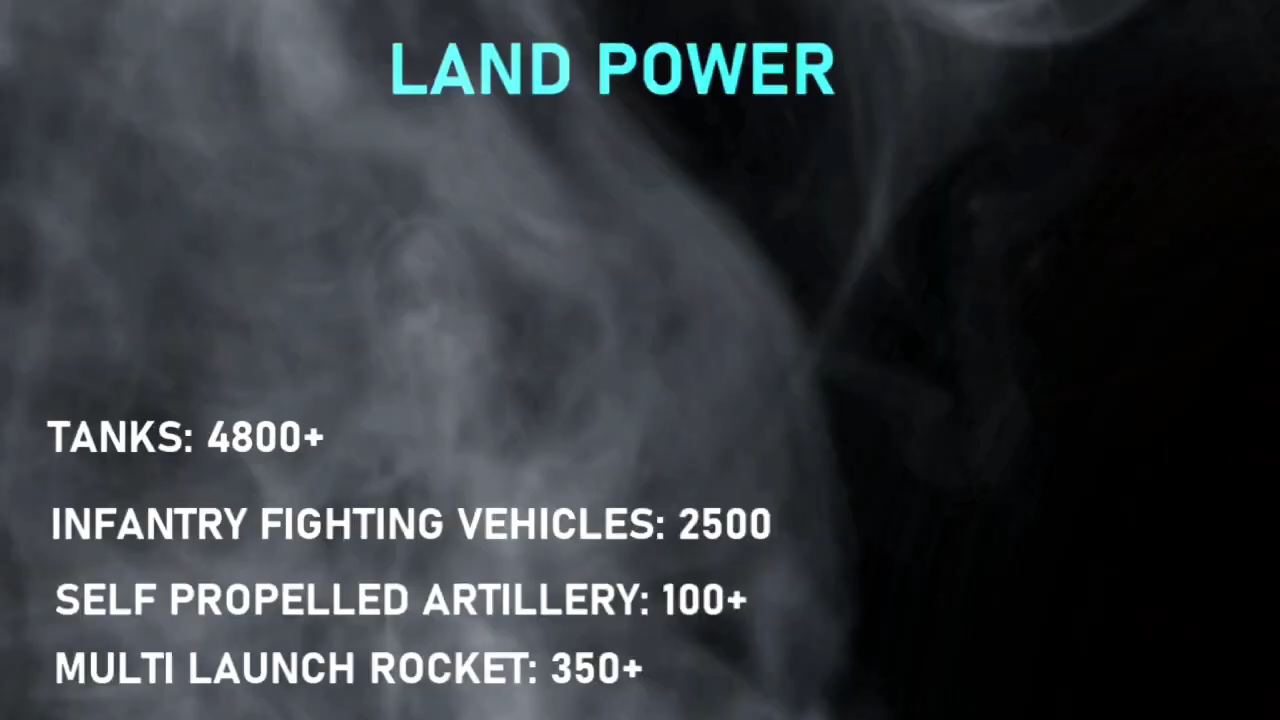 LAND POWER
TANKS: 4800+
INFANTRY FIGHTING VEHICLES: 2500
SELF PROPELLED ARTILLERY: 100+
MULTI LAUNCH ROCKET: 350+